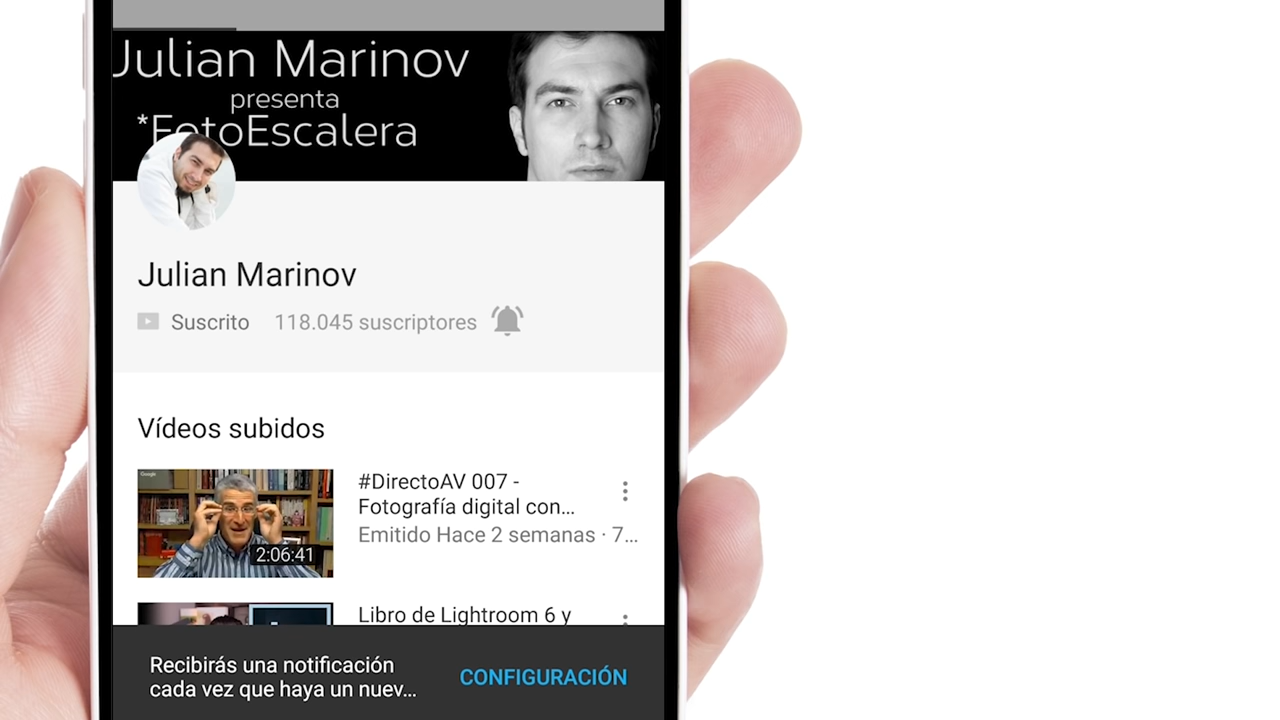 Julian Marinov
presenta
*FotoEscalera
Julian Marinov
Suscrito 118.045 suscriptores
Vídeos subidos
#DirectoAV 007 -
Fotografía digital con...
Emitido Hace 2 semanas · 7...
Google
2:06:41
Libro de Lightroom 6 y
Recibirás una notificación
cada vez que haya un nuev...
CONFIGURACIÓN